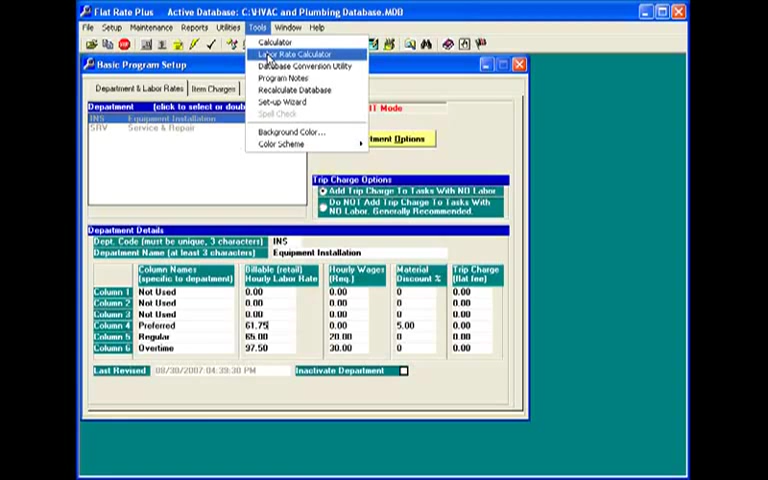 Flat Rate Plus    Active Database: C:\HVAC and Plumbing Database.MDB
File Setup Maintenance Reports Utilities Tools Window Help
Calculator
Labor Rate Calculator
Database Conversion Utility
Program Notes
Recalculate Database
Set-up Wizard
Spell Check
Background Color...
Color Scheme
Basic Program Setup
Department & Labor Rates Item Charges
Department (click to select or doub
IT Mode
INS Equipment Installation
SRV Service & Repair
tment Options
Trip Charge Options
Add Trip Charge To Tasks With NO Labor
Do NOT Add Trip Charge To Tasks With
NO Labor. Generally Recommended.
Department Details
Dept. Code (must be unique, 3 characters) INS
Department Name (at least 3 characters) Equipment Installation
Column Names Billable (retail) Hourly Wages Material Trip Charge
(specific to department) Hourly Labor Rate (Req.) Discount % (flat fee)
Column 1 Not Used 0.00 0.00 0 0.00
Column 2 Not Used 0.00 0.00 0 0.00
Column 3 Not Used 0.00 0.00 0 0.00
Column 4 Preferred 61.75 0.00 5.00 0.00
Column 5 Regular 65.00 20.00 0 0.00
Column 6 Overtime 97.50 30.00 0 0.00
Last Revised 08/30/2007 04:39:30 PM Inactivate Department